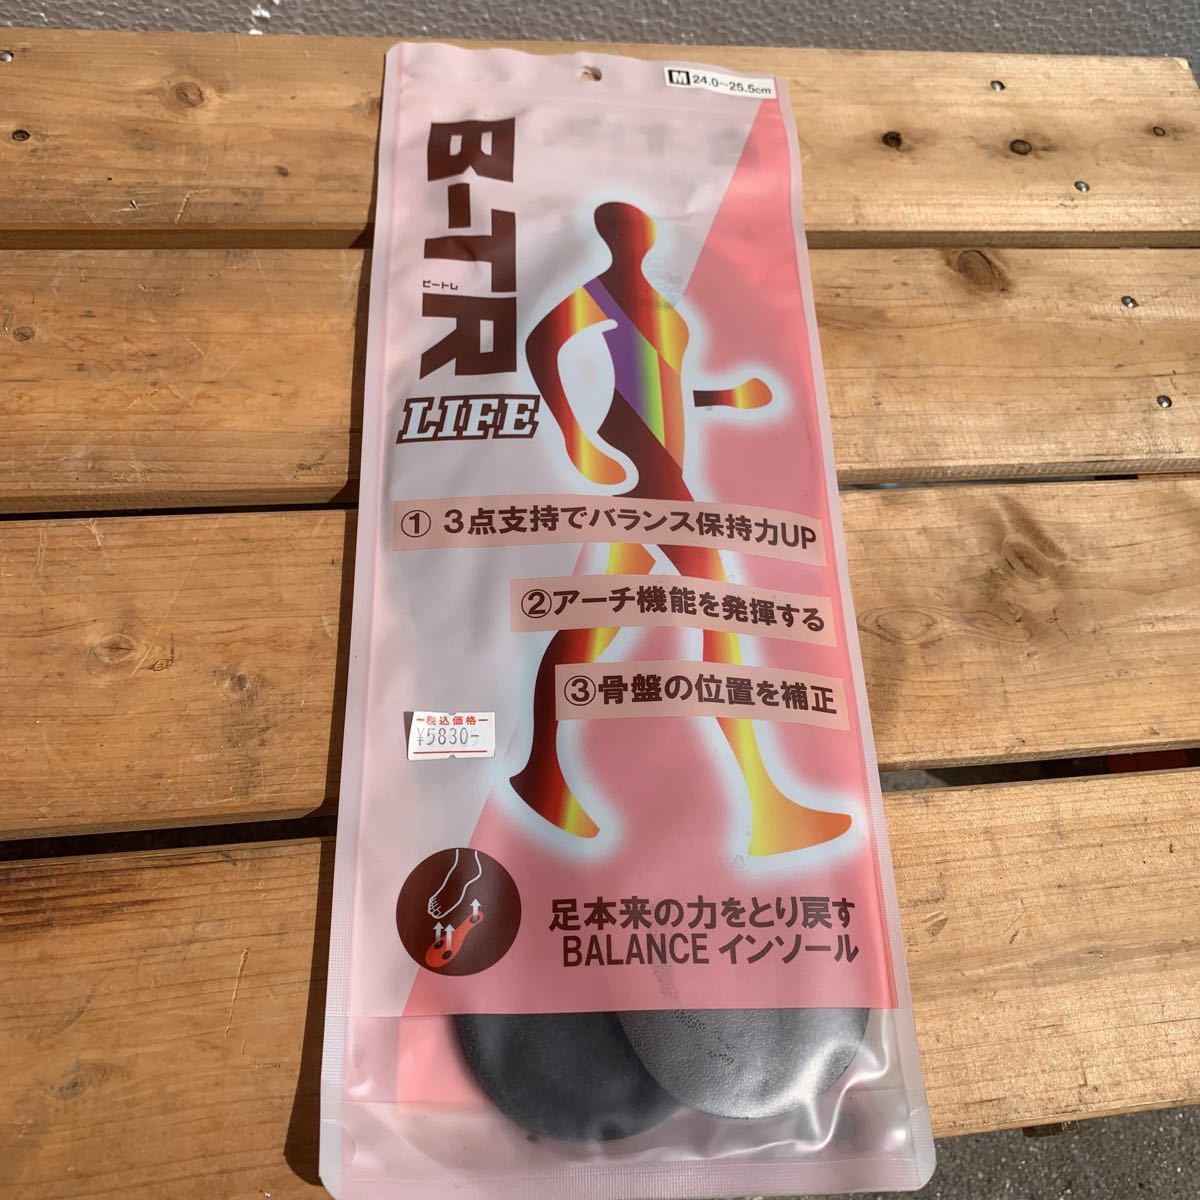 M 24.0~25.5cm
B-TR
ビートレ
LIFE
① 3点支持でバランス保持力UP
②アーチ機能を発揮する
③骨盤の位置を補正
税込価格
¥5830-
足本来の力をとり戻す
BALANCE インソール